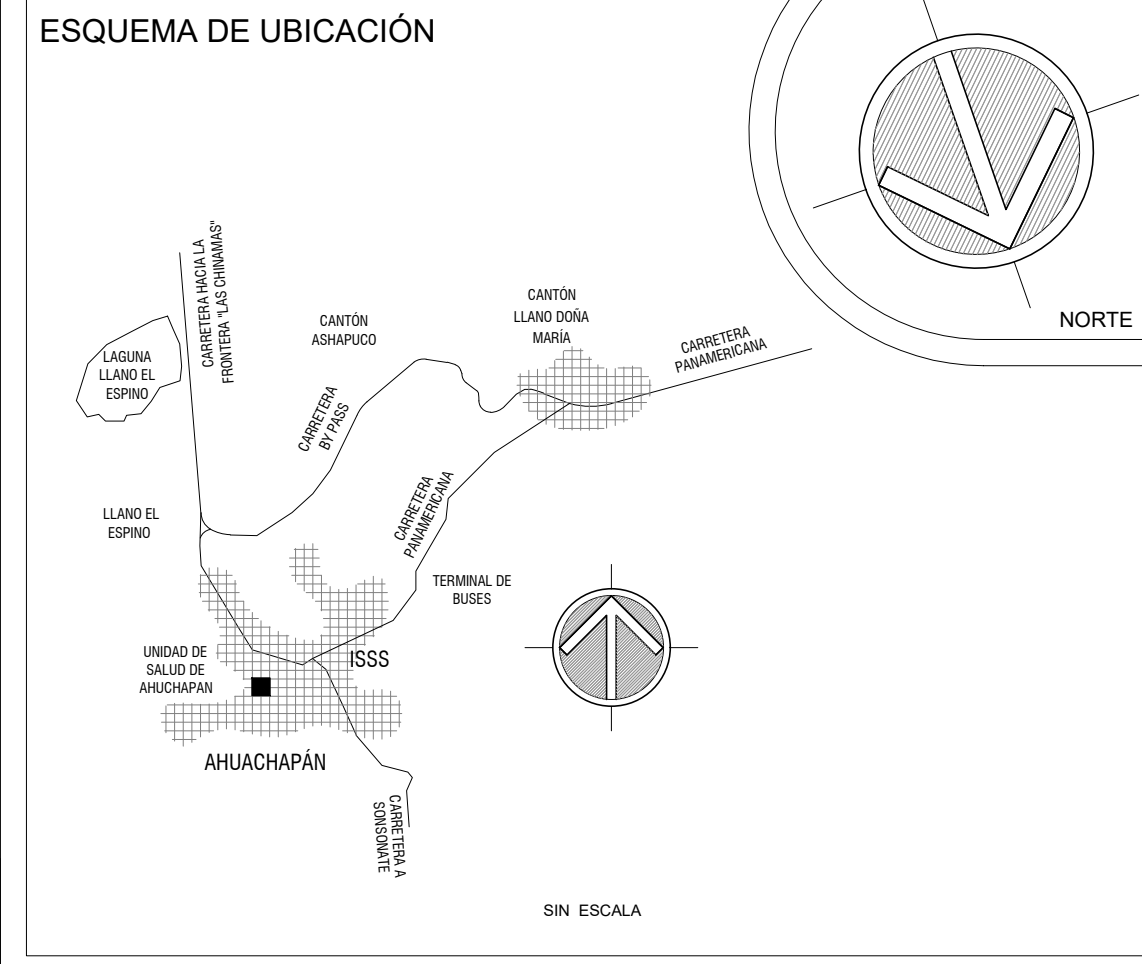 ESQUEMA DE UBICACIÓN
NORTE
CARRETERA HACIA LA
FRONTERA "LAS CHINAMAS"
LAGUNA
LLANO EL
ESPINO
CANTÓN
ASHAPUCO
CANTÓN
LLANO DOÑA
MARÍA
CARRETERA
PANAMERICANA
CARRETERA
BY PASS
CARRETERA
PANAMERICANA
LLANO EL
ESPINO
TERMINAL DE
BUSES
UNIDAD DE
SALUD DE
AHUCHAPAN
ISSS
AHUACHAPÁN
CARRETERA A
SONSONATE
SIN ESCALA